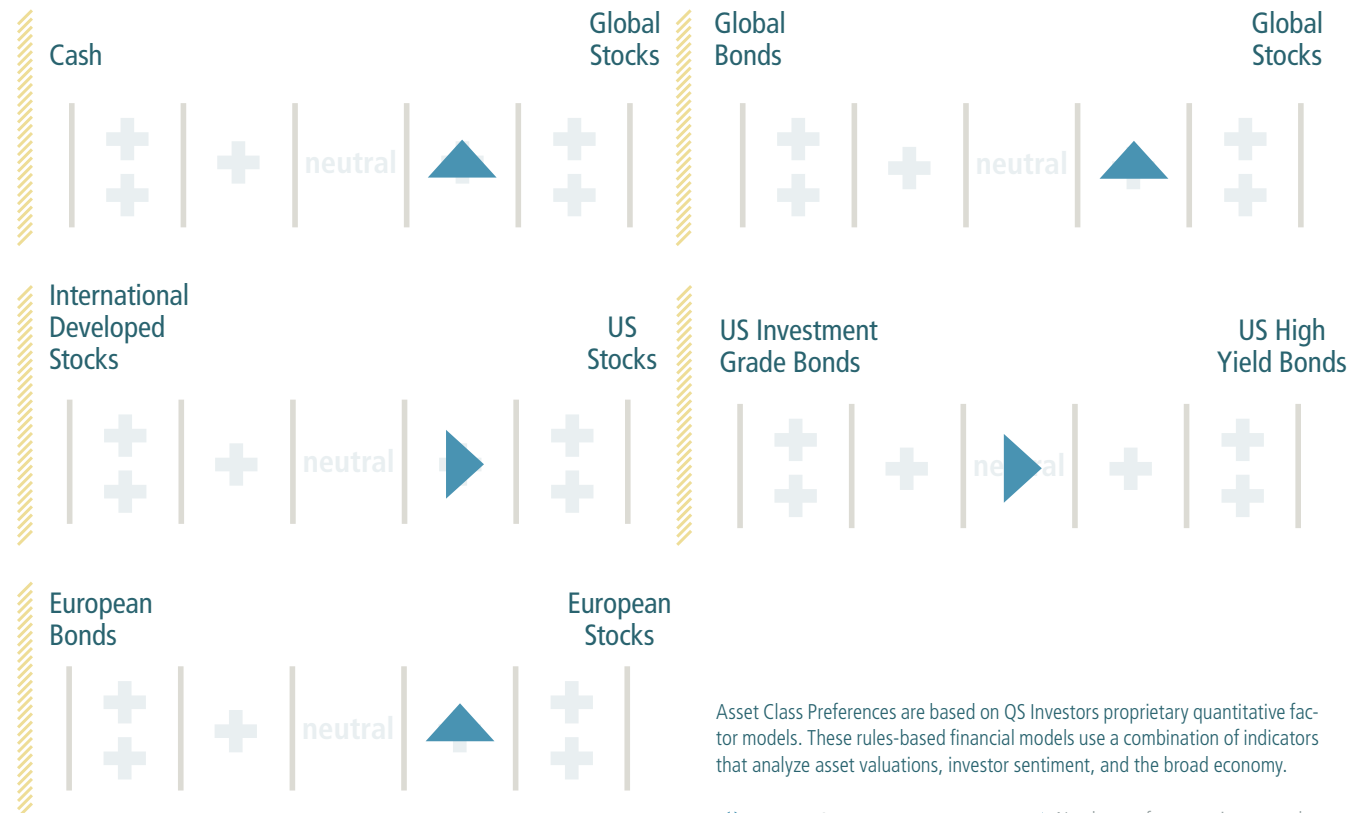 Cash
Global
Stocks
neutral
Global
Bonds
Global
Stocks
neutral
International
Developed
Stocks
US
Stocks
neutral
US Investment
Grade Bonds
US High
Yield Bonds
European
Bonds
European
Stocks
neutral
Asset Class Preferences are based on QS Investors proprietary quantitative fac-
tor models. These rules-based financial models use a combination of indicators
that analyze asset valuations, investor sentiment, and the broad economy.